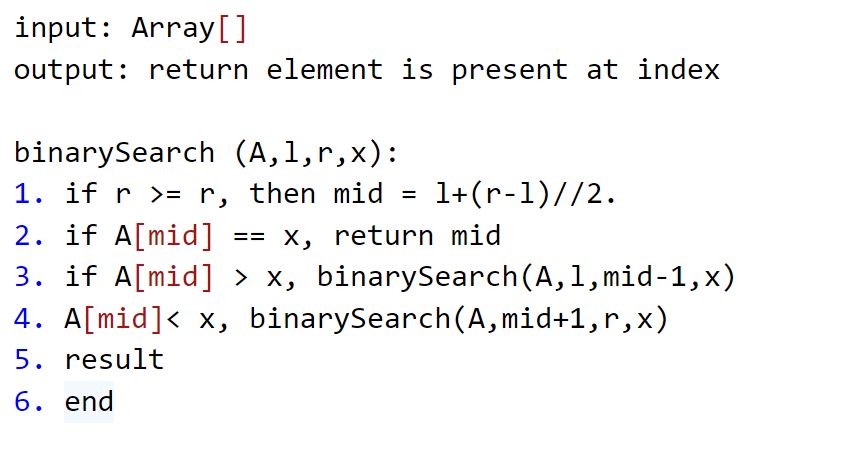 input: Array[]
output: return element is present at index
binarySearch (A,l,r,x):
1. if r >= r, then mid = l+(r-l)//2.
2. if A[mid] == x, return mid
3. if A[mid] > x, binarySearch(A,l,mid-1,x)
4. A[mid]< x, binarySearch(A,mid+1,r,x)
5. result
6. end